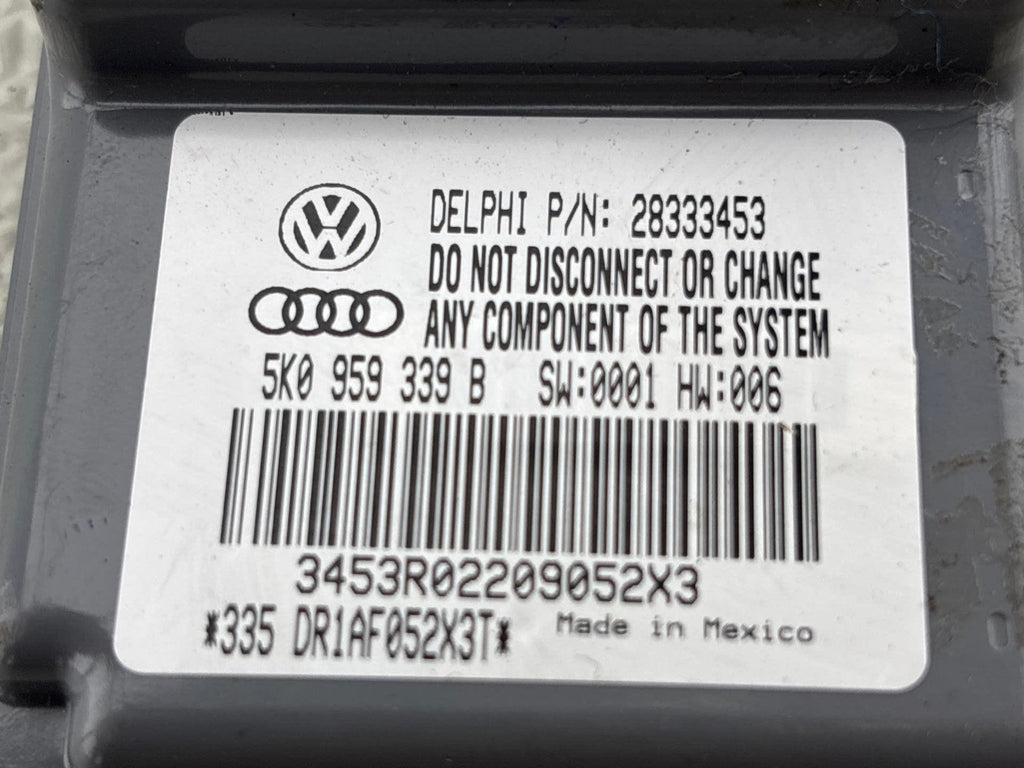 DELPHI P/N: 28333453
DO NOT DISCONNECT OR CHANGE
ANY COMPONENT OF THE SYSTEM
5K0 959 339 B SW:0001 HW:006
3453R02209052X3
*335 DR1AF052X3T* Made in Mexico